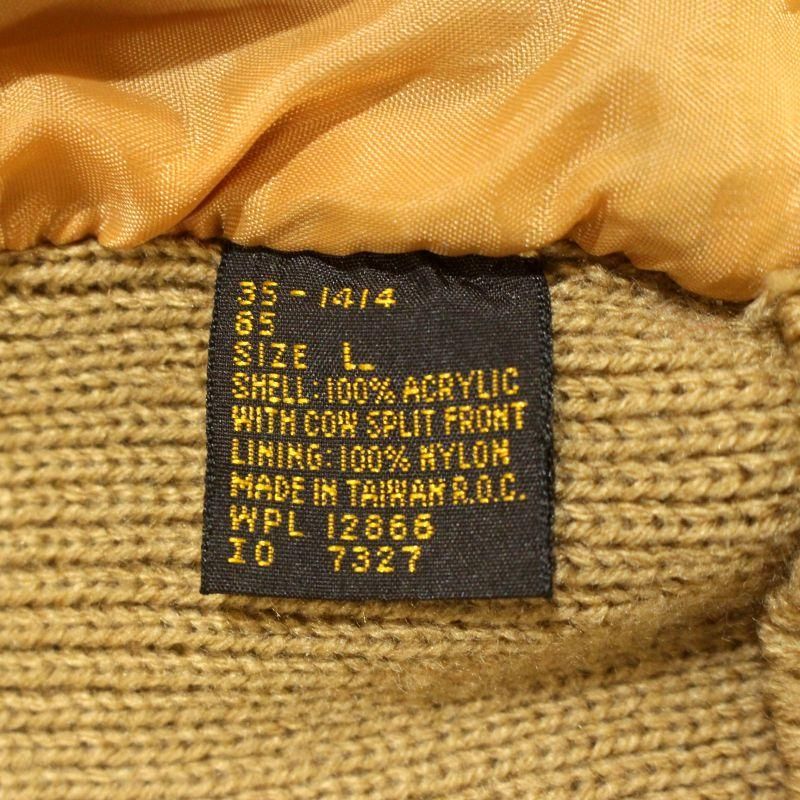 35-1414
65
SIZE L
SHELL: 100% ACRYLIC
WITH COW SPLIT FRONT
LINING: 100% NYLON
MADE IN TAIWAN R.O.C.
WPL 12866
IO 7327